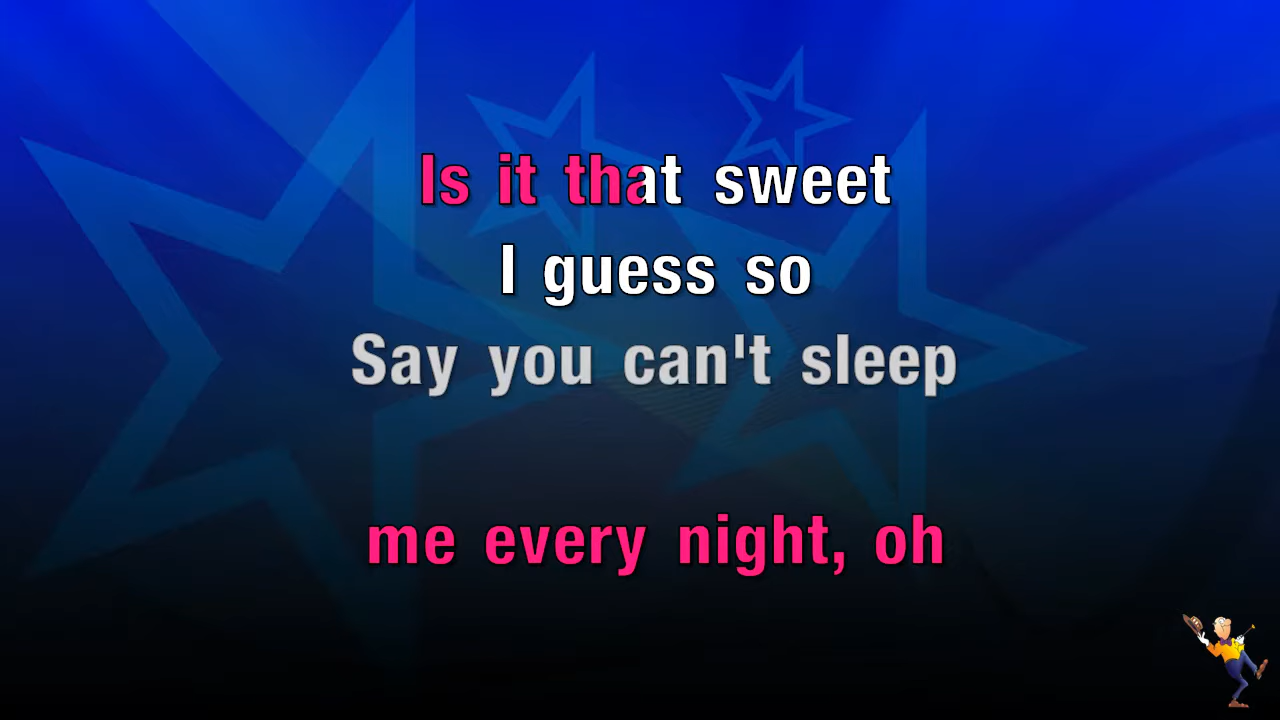 Is it that sweet
I guess so
Say you can't sleep
me every night, oh